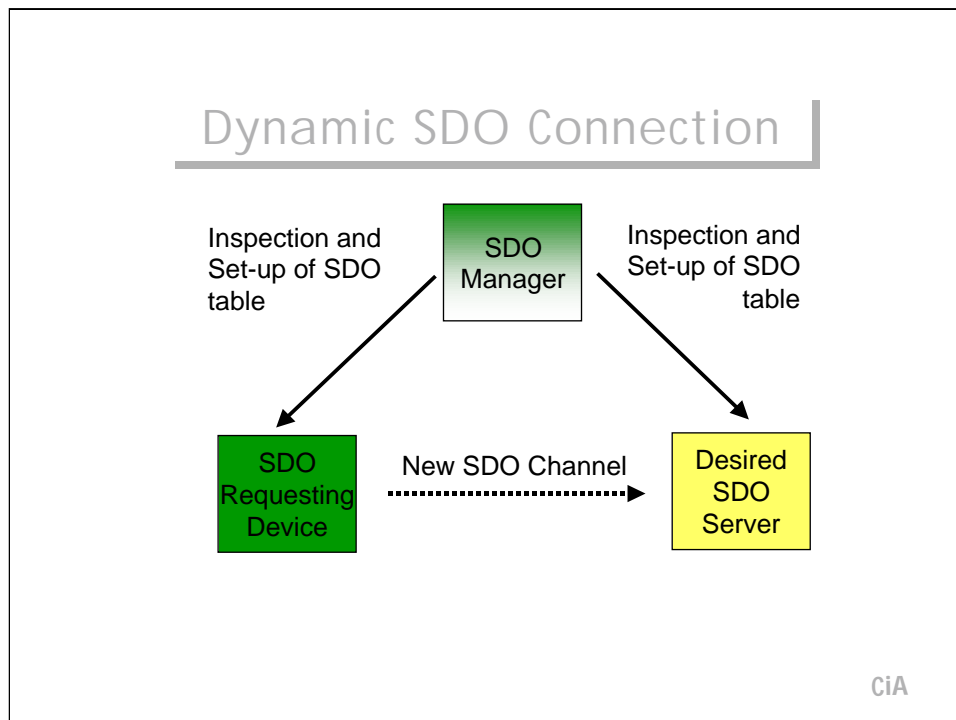 Dynamic SDO Connection
Inspection and
Set-up of SDO
table
SDO
Manager
Inspection and
Set-up of SDO
table
SDO
Requesting
Device
New SDO Channel
Desired
SDO
Server
CiA